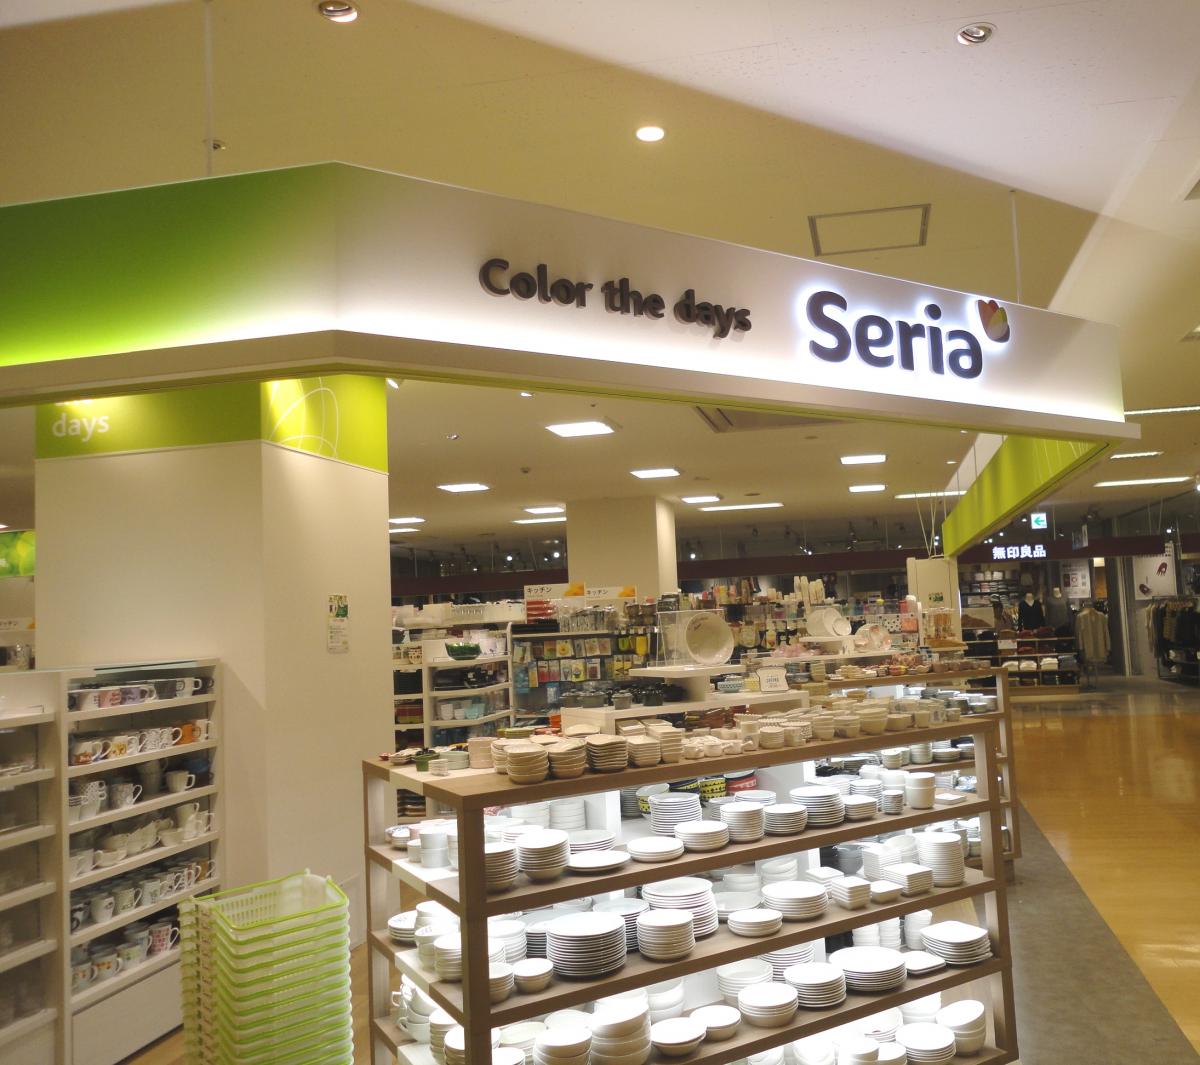 Color the days
Seria
days
無印良品
キッチン
キッチン